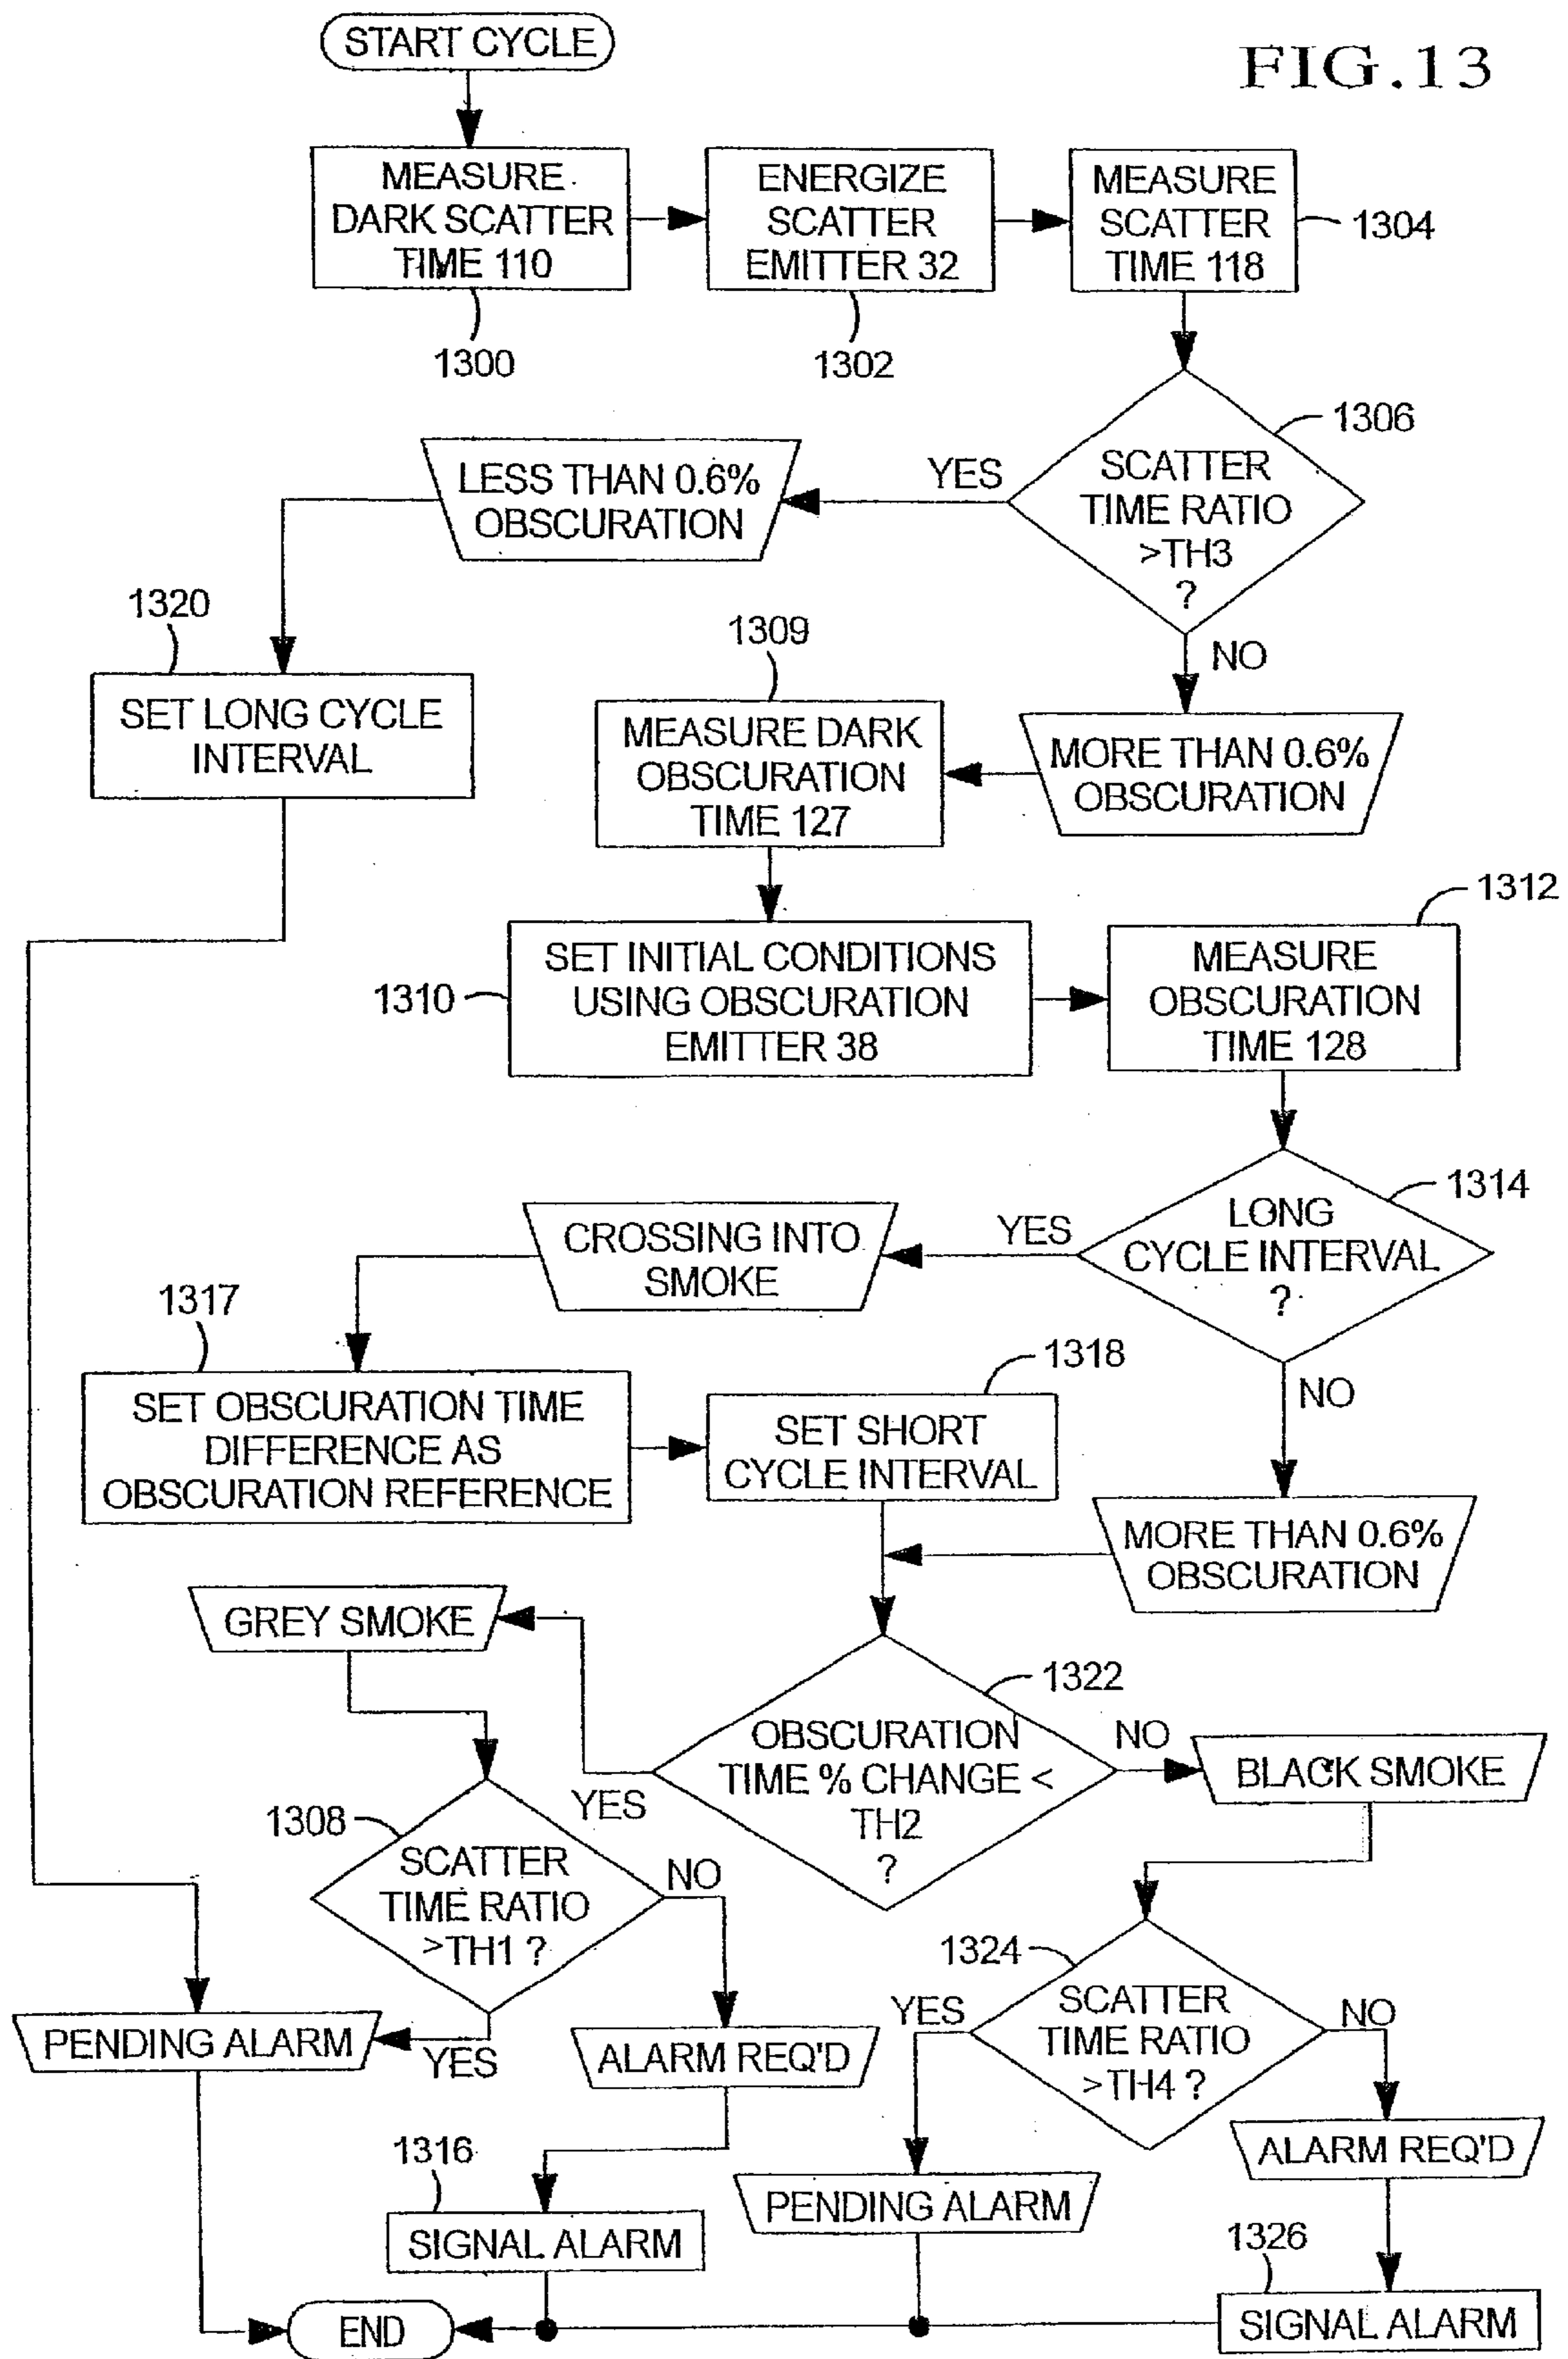 START CYCLE
FIG.13
MEASURE
DARK SCATTER
TIME 110
1300
ENERGIZE
SCATTER
EMITTER 32
1302
MEASURE
SCATTER
TIME 118
1304
SCATTER
TIME RATIO
>TH3
?
1306
YES
LESS THAN 0.6%
OBSCURATION
1320
SET LONG CYCLE
INTERVAL
NO
MORE THAN 0.6%
OBSCURATION
1309
MEASURE DARK
OBSCURATION
TIME 127
1310
SET INITIAL CONDITIONS
USING OBSCURATION
EMITTER 38
1312
MEASURE
OBSCURATION
TIME 128
1314
LONG
CYCLE INTERVAL
?
YES
CROSSING INTO
SMOKE
1317
SET OBSCURATION TIME
DIFFERENCE AS
OBSCURATION REFERENCE
1318
SET SHORT
CYCLE INTERVAL
NO
MORE THAN 0.6%
OBSCURATION
GREY SMOKE
1322
OBSCURATION
TIME % CHANGE <
TH2
?
YES
NO
BLACK SMOKE
1308
SCATTER
TIME RATIO
>TH1 ?
NO
YES
PENDING ALARM
ALARM REQ'D
1316
SIGNAL ALARM
1324
SCATTER
TIME RATIO
>TH4 ?
YES
NO
PENDING ALARM
ALARM REQ'D
1326
SIGNAL ALARM
END